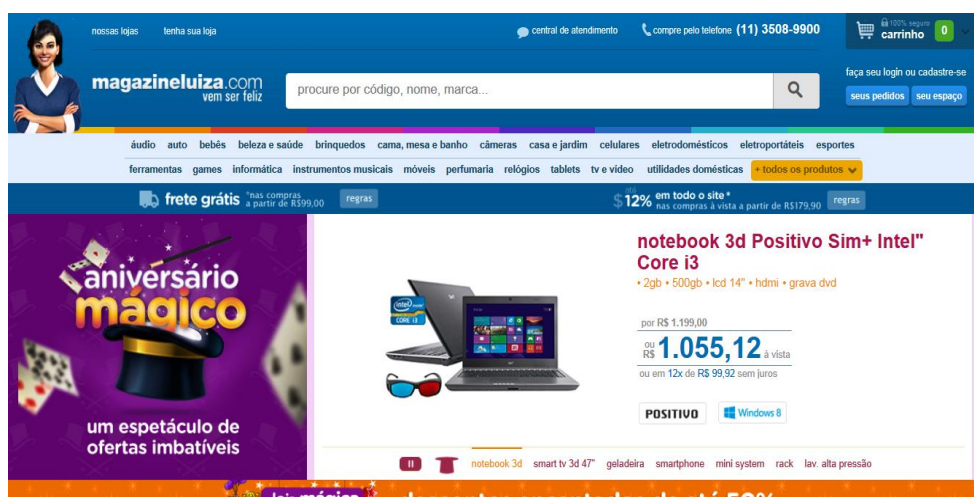 nossas lojas tenha sua loja central de atendimento compre pelo telefone (11) 3508-9900
100% seguro
carrinho 0
magazineluiza.com
vem ser feliz
procure por código, nome, marca...
faça seu login ou cadastre-se
seus pedidos seu espaço
áudio auto bebês beleza e saúde brinquedos cama, mesa e banho câmeras casa e jardim celulares eletrodomésticos eletroportáteis esportes
ferramentas games informática instrumentos musicais móveis perfumaria relógios tablets tv e vídeo utilidades domésticas + todos os produtos
frete grátis *nas compras a partir de R$99,00 regras
até
$ 12% em todo o site* nas compras à vista a partir de R$179,90 regras
aniversário
mágico
um espetáculo de
ofertas imbatíveis
notebook 3d Positivo Sim+ Intel"
Core i3
• 2gb • 500gb • lcd 14" • hdmi • grava dvd
intel
CORE i3
por R$ 1.199,00
ou
R$ 1.055,12 à vista
ou em 12x de R$ 99,92 sem juros
POSITIVO Windows 8
notebook 3d smart tv 3d 47" geladeira smartphone mini system rack lav. alta pressão